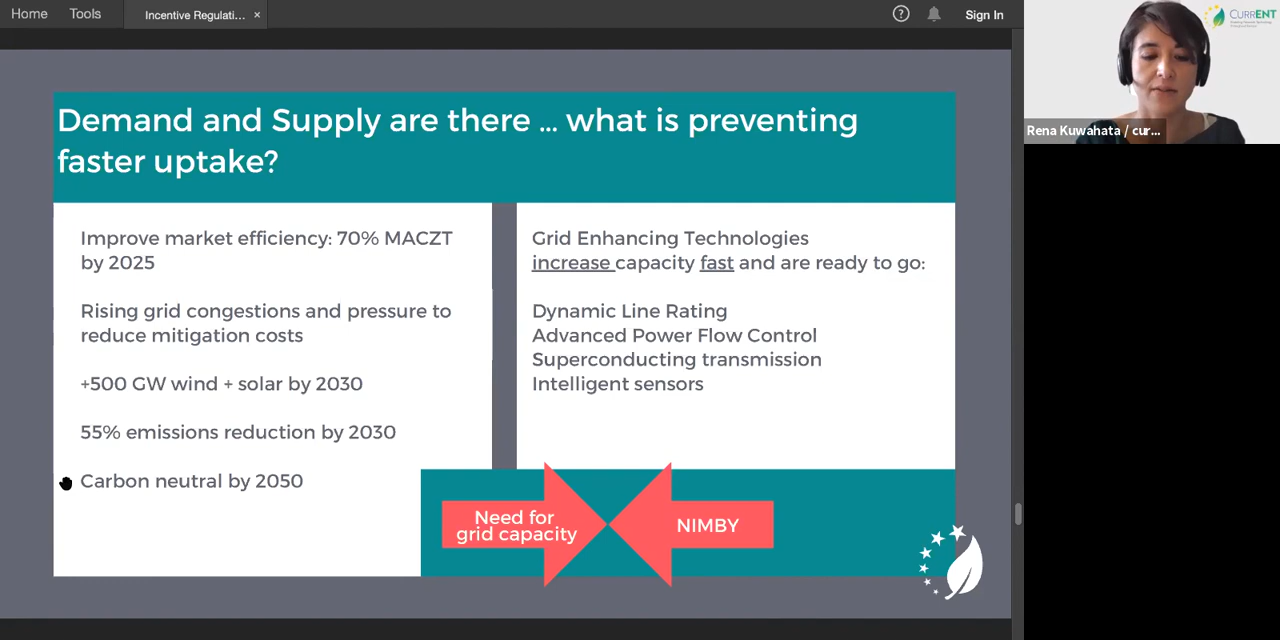 Home
Tools
Incentive Regulati...
×
?
Sign In
CurrENT
Rena Kuwahata / cur...
Demand and Supply are there ... what is preventing
faster uptake?
Improve market efficiency: 70% MACZT
by 2025
Rising grid congestions and pressure to
reduce mitigation costs
+500 GW wind + solar by 2030
55% emissions reduction by 2030
Carbon neutral by 2050
Grid Enhancing Technologies
increase capacity fast and are ready to go:
Dynamic Line Rating
Advanced Power Flow Control
Superconducting transmission
Intelligent sensors
Need for
grid capacity
NIMBY